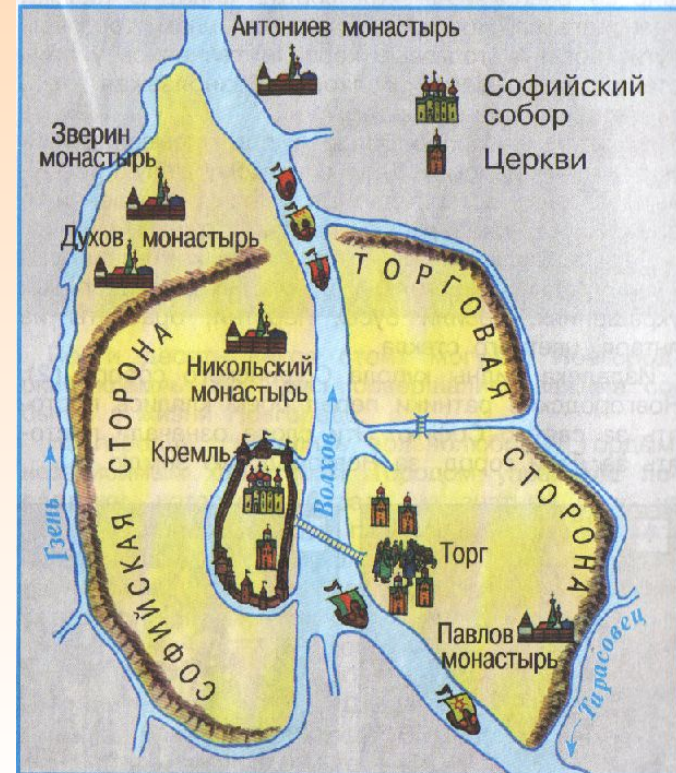 Антониев монастырь
Софийский
собор
Церкви
Зверин
монастырь
Духов монастырь
ТОРГОВАЯ
СТОРОНА
Никольский
монастырь
Кремль
Волхов
Гзень
СОФИЙСКАЯ СТОРОНА
Торг
Павлов
монастырь
Тарасовец